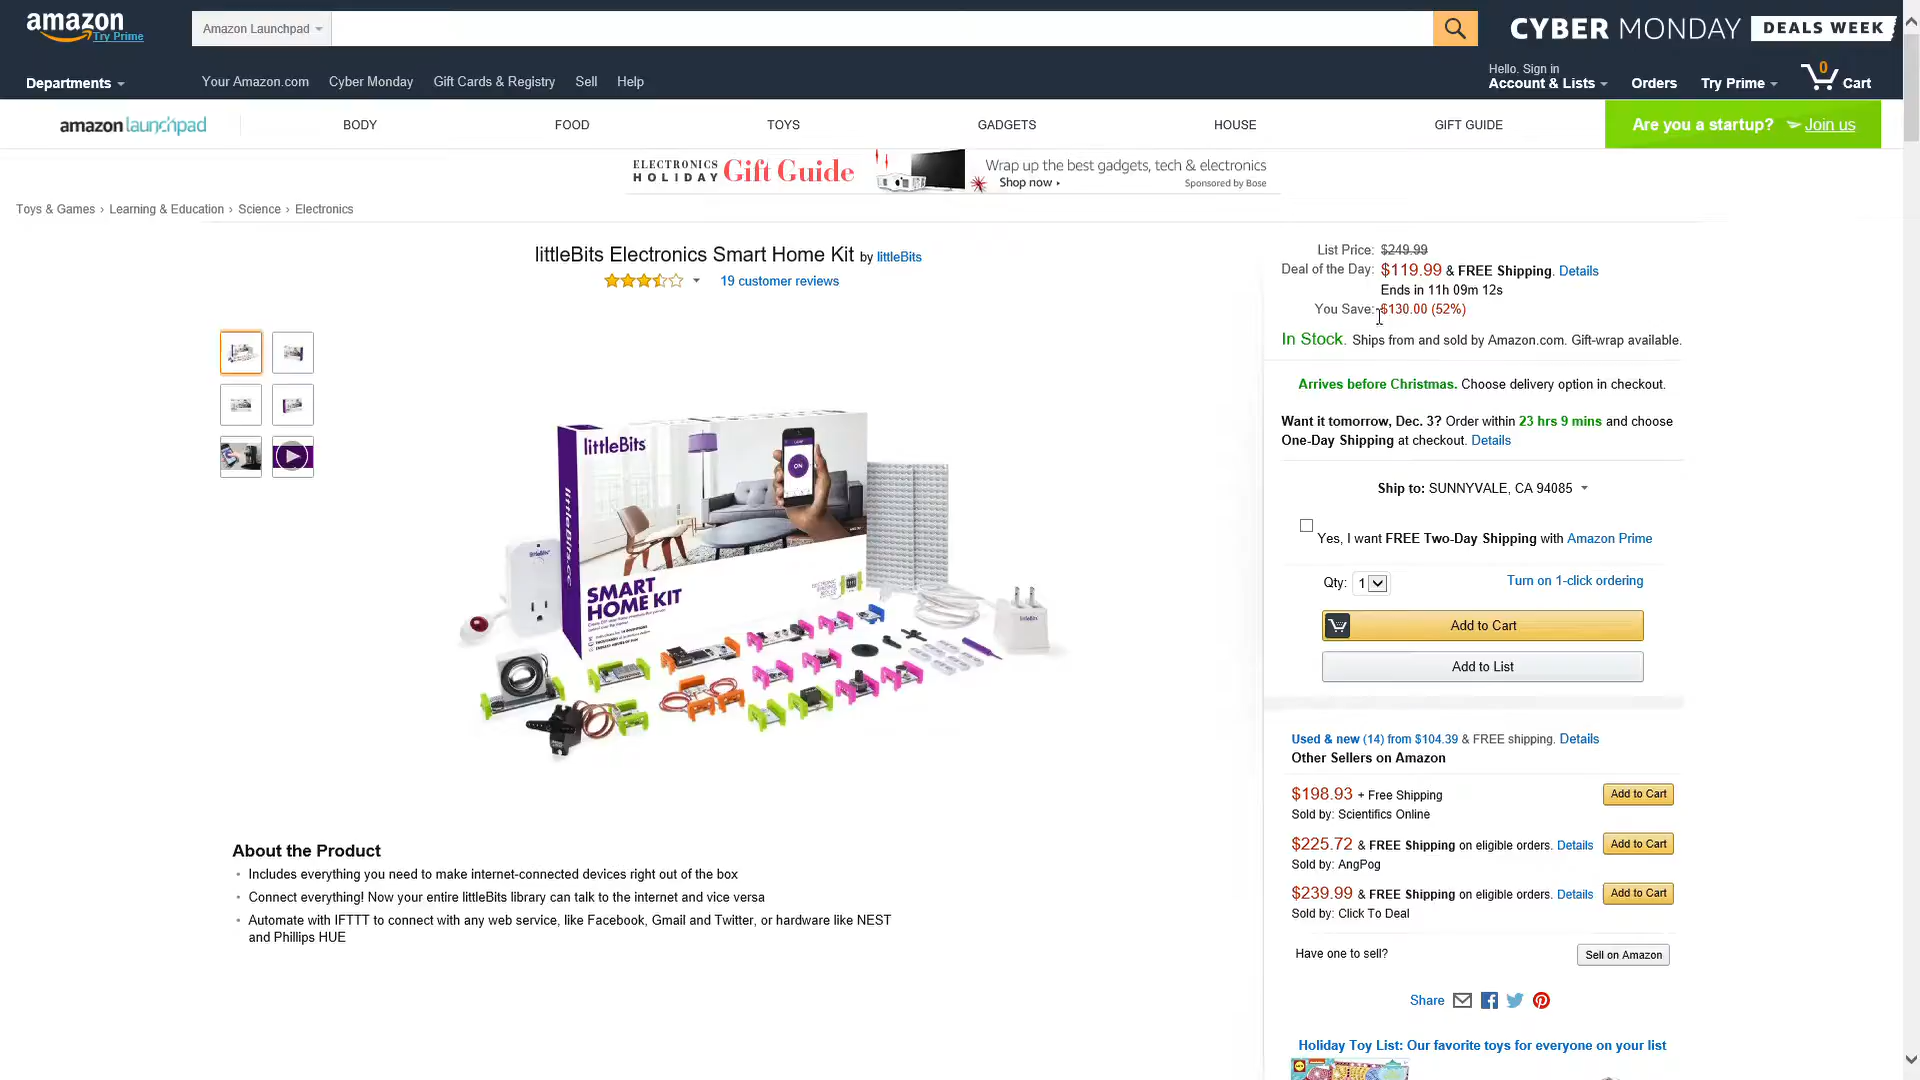 amazon
Try Prime
Amazon Launchpad
CYBER MONDAY DEALS WEEK
Departments
Your Amazon.com
Cyber Monday
Gift Cards & Registry
Sell
Help
Hello. Sign in
Account & Lists
Orders
Try Prime
0
Cart
amazon launchpad
BODY
FOOD
TOYS
GADGETS
HOUSE
GIFT GUIDE
Are you a startup? Join us
ELECTRONICS
HOLIDAY
Gift Guide
Wrap up the best gadgets, tech & electronics
Shop now ▸
Sponsored by Bose
Toys & Games › Learning & Education › Science › Electronics
littleBits Electronics Smart Home Kit by littleBits
19 customer reviews
List Price: $249.99
Deal of the Day: $119.99 & FREE Shipping. Details
Ends in 11h 09m 12s
You Save: $130.00 (52%)
In Stock. Ships from and sold by Amazon.com. Gift-wrap available.
Arrives before Christmas. Choose delivery option in checkout.
Want it tomorrow, Dec. 3? Order within 23 hrs 9 mins and choose
One-Day Shipping at checkout. Details
Ship to: SUNNYVALE, CA 94085
Yes, I want FREE Two-Day Shipping with Amazon Prime
Qty: 1
Turn on 1-click ordering
Add to Cart
Add to List
littleBits
ON
littleBits.cc
SMART
HOME KIT
littleBits
littleBits
Used & new (14) from $104.39 & FREE shipping. Details
Other Sellers on Amazon
$198.93 + Free Shipping
Add to Cart
Sold by: Scientifics Online
$225.72 & FREE Shipping on eligible orders. Details
Add to Cart
Sold by: AngPog
$239.99 & FREE Shipping on eligible orders. Details
Add to Cart
Sold by: Click To Deal
Have one to sell?
Sell on Amazon
Share
Holiday Toy List: Our favorite toys for everyone on your list
About the Product
• Includes everything you need to make internet-connected devices right out of the box
• Connect everything! Now your entire littleBits library can talk to the internet and vice versa
• Automate with IFTTT to connect with any web service, like Facebook, Gmail and Twitter, or hardware like NEST
and Phillips HUE